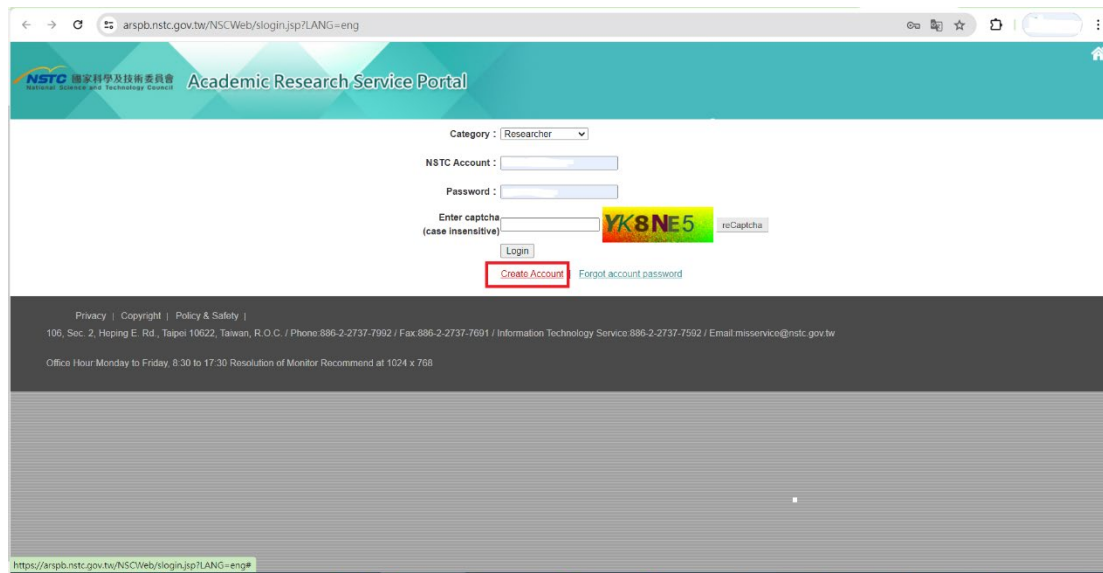 arspb.nstc.gov.tw/NSCWeb/slogin.jsp?LANG=eng
NSTC 國家科學及技術委員會 Academic Research Service Portal
National Science and Technology Council
Category : Researcher
NSTC Account :
Password :
Enter captcha
(case insensitive) YK8NE5 reCaptcha
Login
Create Account | Forgot account password
Privacy | Copyright | Policy & Safety |
106, Sec. 2, Heping E. Rd., Taipei 10622, Taiwan, R.O.C. / Phone:886-2-2737-7992 / Fax:886-2-2737-7691 / Information Technology Service:886-2-2737-7592 / Email:misservice@nstc.gov.tw
Office Hour:Monday to Friday, 8:30 to 17:30 Resolution of Monitor Recommend at 1024 x 768
https://arspb.nstc.gov.tw/NSCWeb/slogin.jsp?LANG=eng#